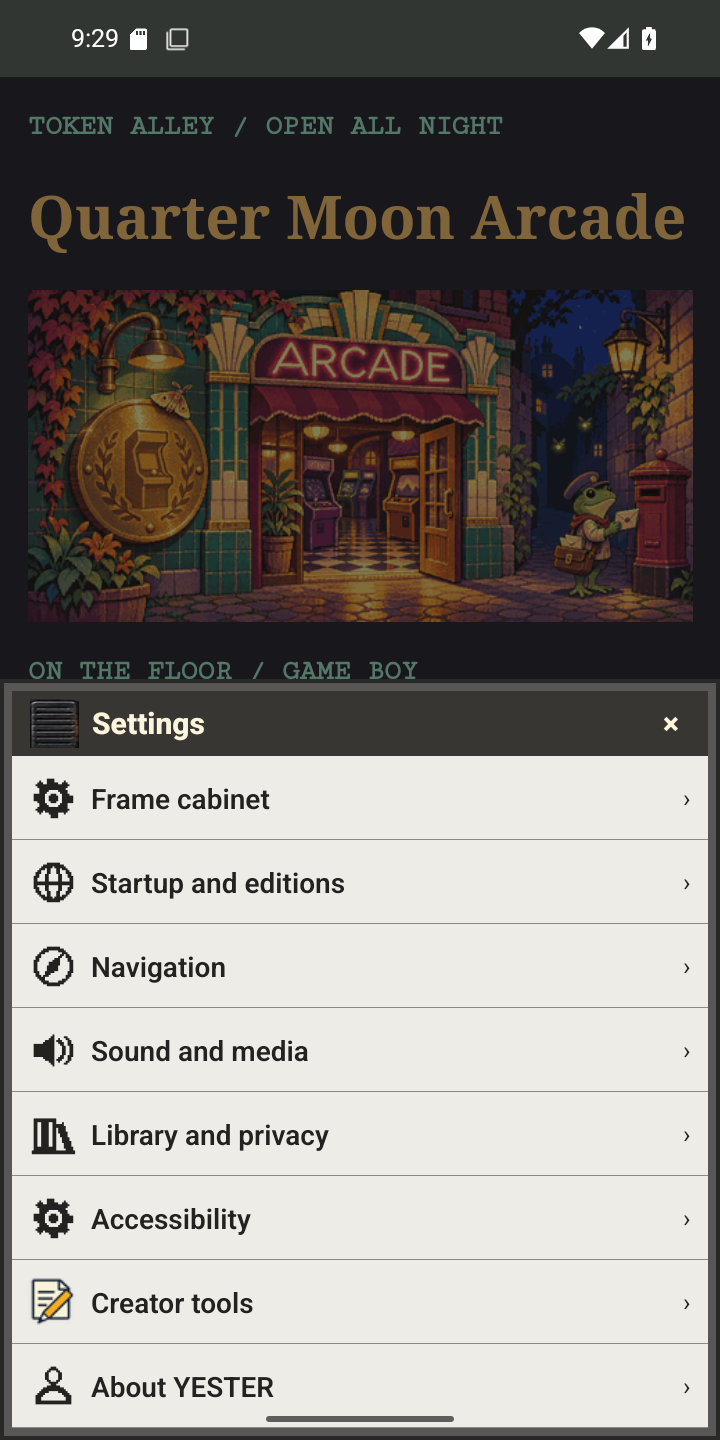 9:29
TOKEN ALLEY / OPEN ALL NIGHT
Quarter Moon Arcade
ARCADE
ON THE FLOOR / GAME BOY
Settings ×
Frame cabinet ›
Startup and editions ›
Navigation ›
Sound and media ›
Library and privacy ›
Accessibility ›
Creator tools ›
About YESTER ›